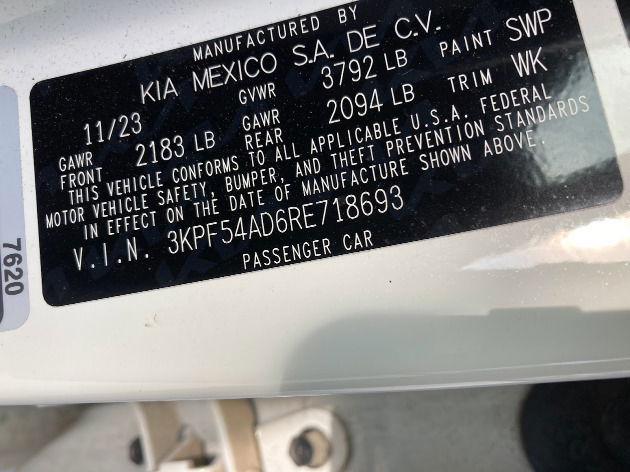 MANUFACTURED BY
KIA MEXICO S.A. DE C.V.
11/23 GVWR 3792 LB PAINT SWP
GAWR FRONT 2183 LB GAWR REAR 2094 LB TRIM WK
THIS VEHICLE CONFORMS TO ALL APPLICABLE U.S.A. FEDERAL
MOTOR VEHICLE SAFETY, BUMPER, AND THEFT PREVENTION STANDARDS
IN EFFECT ON THE DATE OF MANUFACTURE SHOWN ABOVE.
V.I.N. 3KPF54AD6RE718693
PASSENGER CAR
7620